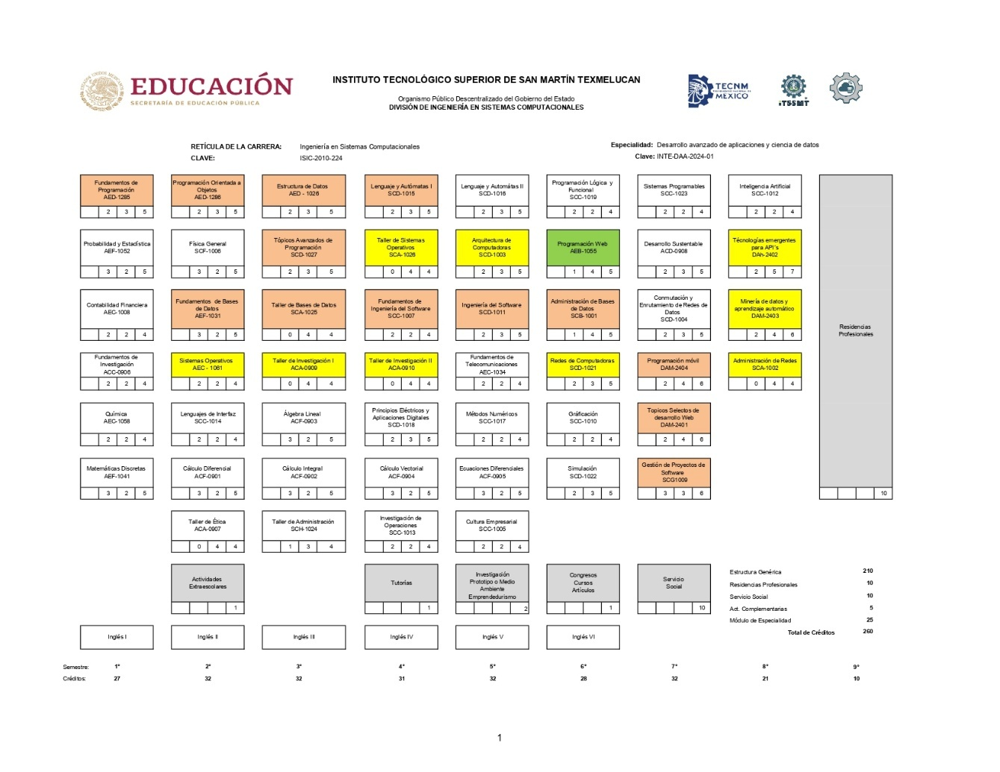 EDUCACIÓN
SECRETARÍA DE EDUCACIÓN PÚBLICA
INSTITUTO TECNOLÓGICO SUPERIOR DE SAN MARTÍN TEXMELUCAN
Organismo Público Descentralizado del Gobierno del Estado
DIVISIÓN DE INGENIERÍA EN SISTEMAS COMPUTACIONALES
TECNM
MÉXICO
iTSSMT
RETÍCULA DE LA CARRERA: Ingeniería en Sistemas Computacionales
CLAVE: ISIC-2010-224
Especialidad: Desarrollo avanzado de aplicaciones y ciencia de datos
Clave: INTE-DAA-2024-01
Fundamentos de
Programación
AED-1285
2 3 5
Programación Orientada a
Objetos
AED-1286
2 3 5
Estructura de Datos
AED - 1026
2 3 5
Lenguaje y Autómatas I
SCD-1015
2 3 5
Lenguaje y Automátas II
SCD-1016
2 3 5
Programación Lógica y
Funcional
SCC-1019
2 2 4
Sistemas Programables
SCC-1023
2 2 4
Inteligencia Artificial
SCC-1012
2 2 4
Probabilidad y Estadística
AEF-1052
3 2 5
Física General
SCF-1006
3 2 5
Tópicos Avanzados de
Programación
SCD-1027
2 3 5
Taller de Sistemas
Operativos
SCA-1026
0 4 4
Arquitectura de
Computadoras
SCD-1003
2 3 5
Programación Web
AEB-1055
1 4 5
Desarrollo Sustentable
ACD-0908
2 3 5
Técnologías emergentes
para API's
DAh-2402
2 5 7
Contabilidad Financiera
AEC-1008
2 2 4
Fundamentos de Bases
de Datos
AEF-1031
3 2 5
Taller de Bases de Datos
SCA-1025
0 4 4
Fundamentos de
Ingeniería del Software
SCC-1007
2 2 4
Ingeniería del Software
SCD-1011
2 3 5
Administración de Bases
de Datos
SCB-1001
1 4 5
Conmutación y
Enrutamiento de Redes de
Datos
SCD-1004
2 3 5
Minería de datos y
aprendizaje automático
DAM-2403
2 4 6
Residencias
Profesionales
10
Fundamentos de
Investigación
ACC-0906
2 2 4
Sistemas Operativos
AEC - 1061
2 2 4
Taller de Investigación I
ACA-0909
0 4 4
Taller de Investigación II
ACA-0910
0 4 4
Fundamentos de
Telecomunicaciones
AEC-1034
2 2 4
Redes de Computadoras
SCD-1021
2 3 5
Programación móvil
DAM-2404
2 4 6
Administración de Redes
SCA-1002
0 4 4
Química
AEC-1058
2 2 4
Lenguajes de Interfaz
SCC-1014
2 2 4
Álgebra Lineal
ACF-0903
3 2 5
Principios Eléctricos y
Aplicaciones Digitales
SCD-1018
2 3 5
Métodos Numéricos
SCC-1017
2 2 4
Gráficación
SCC-1010
2 2 4
Topicos Selectos de
desarrollo Web
DAM-2401
2 4 6
Matemáticas Discretas
AEF-1041
3 2 5
Cálculo Diferencial
ACF-0901
3 2 5
Cálculo Integral
ACF-0902
3 2 5
Cálculo Vectorial
ACF-0904
3 2 5
Ecuaciones Diferenciales
ACF-0905
3 2 5
Simulación
SCD-1022
2 3 5
Gestión de Proyectos de
Software
SCG1009
3 3 6
Taller de Ética
ACA-0907
0 4 4
Taller de Administración
SCH-1024
1 3 4
Investigación de
Operaciones
SCC-1013
2 2 4
Cultura Empresarial
SCC-1005
2 2 4
Actividades
Extraescolares
1
Tutorías
1
Investigación
Prototipo o Medio
Ambiente
Emprendedurismo
2
Congresos
Cursos
Artículos
1
Servicio
Social
10
Estructura Genérica 210
Residencias Profesionales 10
Servicio Social 10
Act. Complementarias 5
Módulo de Especialidad 25
Total de Créditos 260
Inglés I
Inglés II
Inglés III
Inglés IV
Inglés V
Inglés VI
Semestre: 1° 2° 3° 4° 5° 6° 7° 8° 9°
Créditos: 27 32 32 31 32 28 32 21 10
1